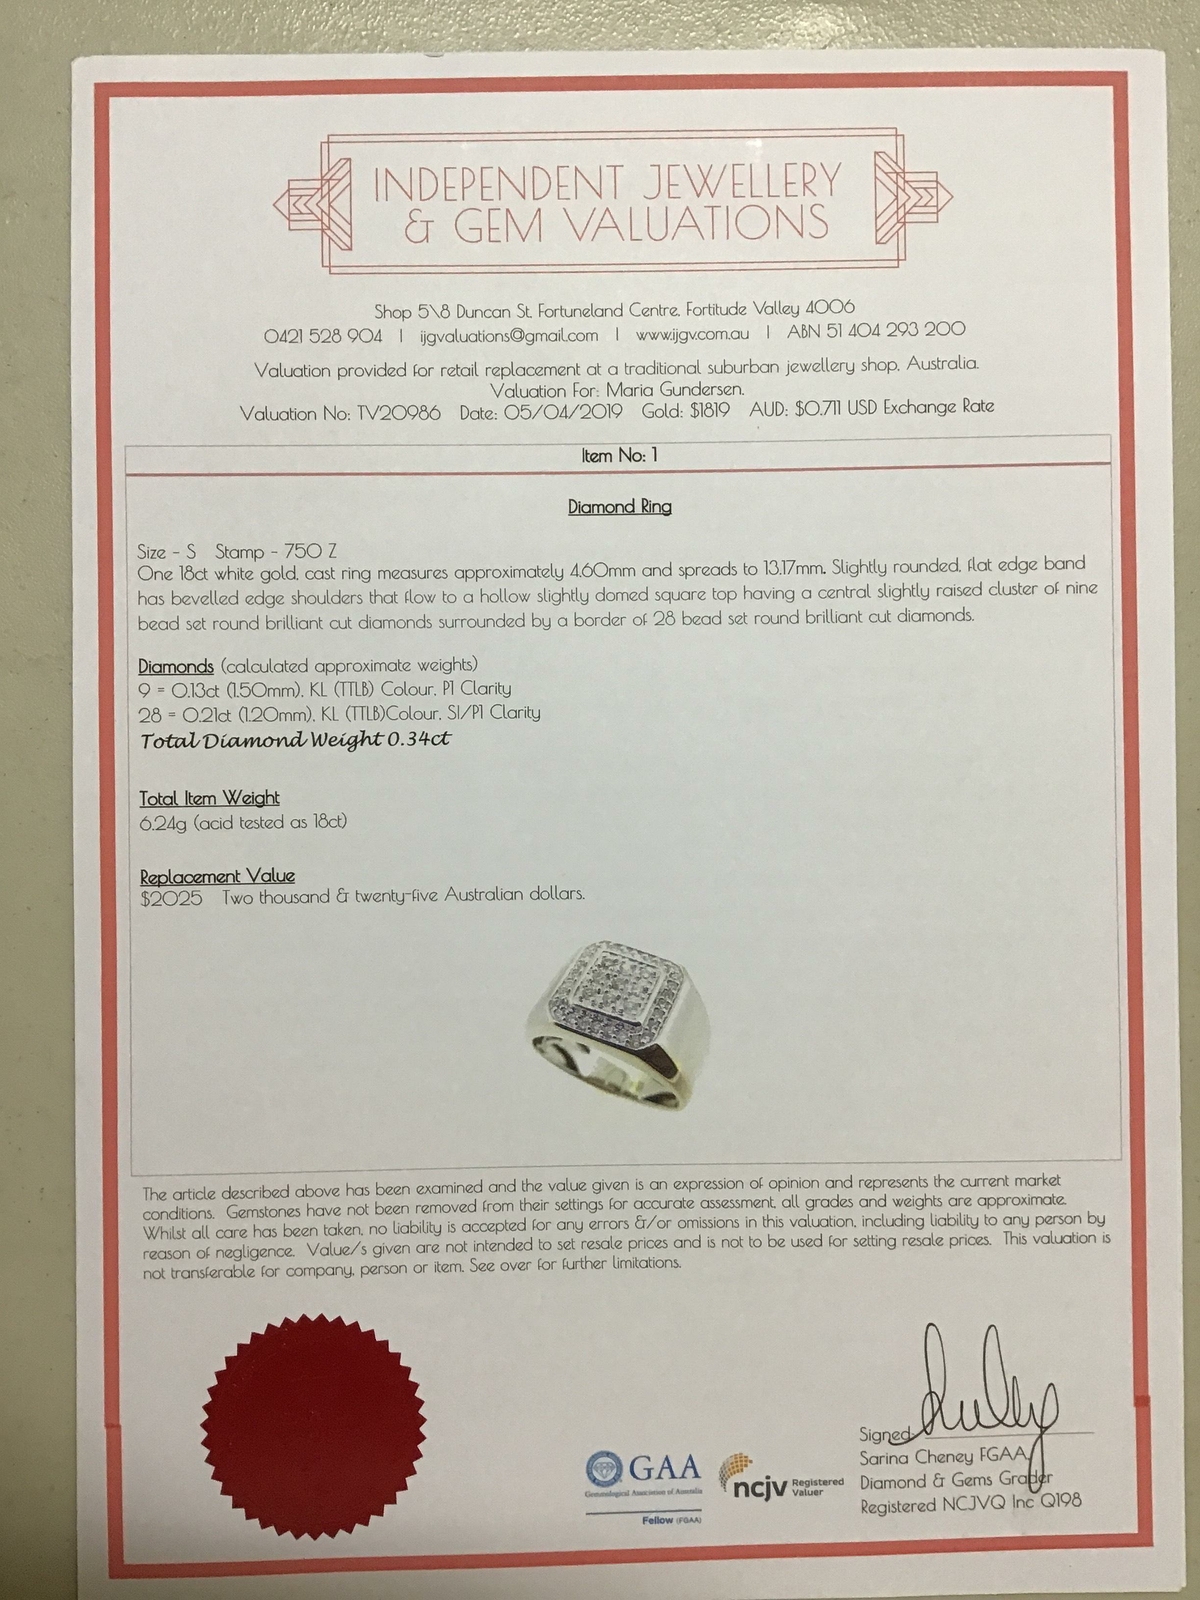 INDEPENDENT JEWELLERY
& GEM VALUATIONS
Shop 5\8 Duncan St, Fortuneland Centre, Fortitude Valley 4006
0421 528 904 | ijgvaluations@gmail.com | www.ijgv.com.au | ABN 51 404 293 200
Valuation provided for retail replacement at a traditional suburban jewellery shop, Australia.
Valuation For: Maria Gundersen.
Valuation No: TV20986 Date: 05/04/2019 Gold: $1819 AUD: $0.711 USD Exchange Rate
Item No: 1
Diamond Ring
Size - S Stamp - 750 Z
One 18ct white gold, cast ring measures approximately 4.60mm and spreads to 13.17mm. Slightly rounded, flat edge band
has bevelled edge shoulders that flow to a hollow slightly domed square top having a central slightly raised cluster of nine
bead set round brilliant cut diamonds surrounded by a border of 28 bead set round brilliant cut diamonds.
Diamonds (calculated approximate weights)
9 = 0.13ct (1.50mm), KL (TTLB) Colour, P1 Clarity
28 = 0.21ct (1.20mm), KL (TTLB)Colour, SI/P1 Clarity
Total Diamond Weight 0.34ct
Total Item Weight
6.24g (acid tested as 18ct)
Replacement Value
$2025 Two thousand & twenty-five Australian dollars.
The article described above has been examined and the value given is an expression of opinion and represents the current market
conditions. Gemstones have not been removed from their settings for accurate assessment, all grades and weights are approximate.
Whilst all care has been taken, no liability is accepted for any errors &/or omissions in this valuation, including liability to any person by
reason of negligence. Value/s given are not intended to set resale prices and is not to be used for setting resale prices. This valuation is
not transferable for company, person or item. See over for further limitations.
Signed
Sarina Cheney FGAA
Diamond & Gems Grader
Registered NCJVQ Inc Q198
GAA
Gemmological Association of Australia
Fellow (FGAA)
ncjv Registered
Valuer